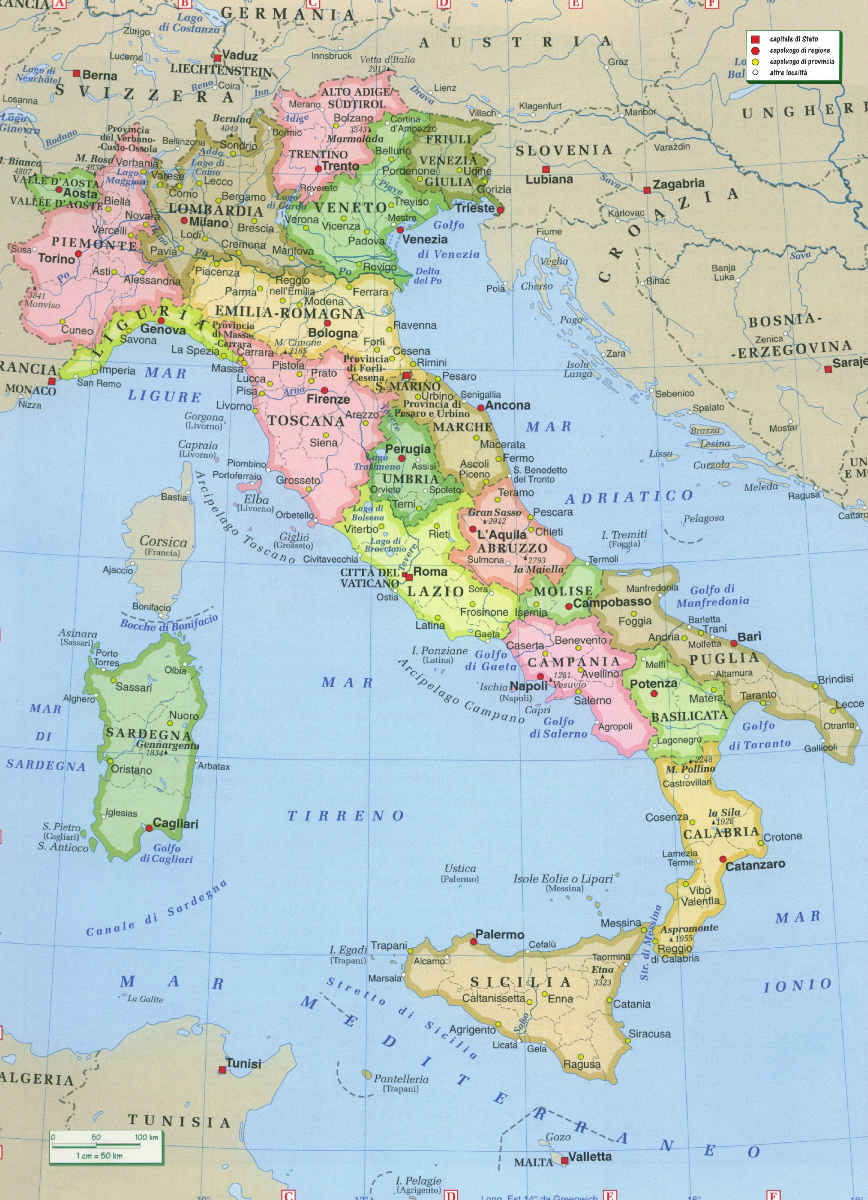 A
B
C
D
E
F
RANCIA
GERMANIA
Lago
di Costanza
AUSTRIA
capitale di Stato
capoluogo di regione
capoluogo di provincia
altre località
Zurigo
Lucerna
Vaduz
LIECHTENSTEIN
Innsbruck
Vetta d'Italia
2912
Graz
Lago di
Neuchâtel
Berna
SVIZZERA
Reno
Coira
Inn
Drava
Lienz
Villach
Klagenfurt
Maribor
UNGHERI
Losanna
Lago
Ginevra
Rodano
Provincia
del Verbano-
-Cusio-Ossola
Bellinzona
Bernina
4049
Bormio
Sondrio
Adda
ALTO ADIGE
SÜDTIROL
Merano
Adige
Bolzano
3343
Marmolada
Cortina
d'Ampezzo
FRIULI
VENEZIA
GIULIA
Belluno
Pordenone
Udine
Gorizia
SLOVENIA
Lubiana
Varaždin
Sava
Zagabria
M. Bianco
4807
M. Rosa
4637
Verbania
Lago
Maggiore
Varese
Lago di
Como
Como
Lecco
TRENTINO
Trento
Rovereto
Piave
VALLE D'AOSTA
Aosta
VALLÉE D'AOSTE
Biella
Novara
Vercelli
LOMBARDIA
Bergamo
Milano
Brescia
Lodi
Cremona
Pavia
Mantova
Lago
di Garda
VENETO
Verona
Vicenza
Treviso
Mestre
Padova
Venezia
Trieste
Golfo
di Venezia
Karlovac
Fiume
CROAZIA
PIEMONTE
Susa
Torino
Po
Asti
Alessandria
3841
Monviso
Cuneo
Po
Piacenza
Parma
Reggio
nell'Emilia
Modena
Ferrara
Po
Rovigo
Delta
del Po
Veglia
Cherso
Pola
Bihać
Banja
Luka
Sava
EMILIA-ROMAGNA
Bologna
Ravenna
M. Cimone
2165
Forlì
Cesena
Rimini
LIGURIA
Genova
Savona
Imperia
San Remo
La Spezia
Provincia
di Massa-
-Carrara
Carrara
Massa
Provincia
di Forlì-
-Cesena
S. MARINO
Pago
Zara
Isola
Lunga
BOSNIA-
-ERZEGOVINA
Zenica
Saraje
FRANCIA
MONACO
Nizza
MAR
LIGURE
Lucca
Pistoia
Prato
Pisa
Arno
Firenze
Livorno
Arezzo
TOSCANA
Siena
Tevere
Urbino
Provincia di
Pesaro e Urbino
Pesaro
Senigallia
Ancona
MARCHE
Macerata
Fermo
Ascoli
Piceno
S. Benedetto
del Tronto
MAR
ADRIATICO
Sebenico
Spalato
Brazza
Lesina
Lissa
Curzola
Mostar
Meleda
Ragusa
Cattaro
UN
E MO
Gorgona
(Livorno)
Capraia
(Livorno)
Piombino
Portoferraio
Elba
(Livorno)
Grosseto
Orbetello
Giglio
(Grosseto)
Arcipelago Toscano
Perugia
Lago
Trasimeno
Assisi
UMBRIA
Orvieto
Spoleto
Terni
Teramo
Gran Sasso
2912
L'Aquila
ABRUZZO
Pescara
Chieti
Sulmona
2793
la Maiella
Pelagosa
I. Tremiti
(Foggia)
Termoli
Bastia
Corsica
(Francia)
Ajaccio
Bonifacio
Bocche di Bonifacio
Lago di
Bolsena
Viterbo
Lago di
Bracciano
Rieti
Civitavecchia
Tevere
CITTÀ DEL
VATICANO
Roma
Ostia
LAZIO
Sora
Latina
Frosinone
Gaeta
MOLISE
Isernia
Campobasso
Manfredonia
Golfo di
Manfredonia
Foggia
Barletta
Trani
Andria
Molfetta
Bari
PUGLIA
Altamura
Brindisi
Lecce
Taranto
Otranto
Gallipoli
Golfo
di Taranto
Asinara
(Sassari)
Porto
Torres
Olbia
Sassari
Alghero
Nuoro
SARDEGNA
Gennargentu
1834
Arbatax
Oristano
Iglesias
Cagliari
S. Pietro
(Cagliari)
S. Antioco
Golfo
di Cagliari
MAR
DI
SARDEGNA
I. Ponziane
(Latina)
Golfo
di Gaeta
Arcipelago Campano
Caserta
Benevento
CAMPANIA
Avellino
Napoli
1281
Vesuvio
Ischia
(Napoli)
Capri
Salerno
Golfo
di Salerno
Agropoli
Melfi
Potenza
Matera
BASILICATA
Lagonegro
2248
M. Pollino
Castrovillari
la Sila
1928
Cosenza
CALABRIA
Crotone
Lamezia
Terme
Catanzaro
Vibo
Valentia
Aspromonte
1955
Reggio
di Calabria
MAR
TIRRENO
Canale di Sardegna
Ustica
(Palermo)
Isole Eolie o Lipari
(Messina)
Messina
Str. di Messina
MAR
IONIO
I. Egadi
(Trapani)
Trapani
Palermo
Cefalù
Alcamo
Marsala
Taormina
Etna
3323
SICILIA
Caltanissetta
Enna
Catania
Agrigento
Salso
Licata
Gela
Siracusa
Ragusa
MAR
MEDITERRANEO
Stretto di Sicilia
La Galite
Tunisi
ALGERIA
TUNISIA
Pantelleria
(Trapani)
Gozo
MALTA
Valletta
I. Pelagie
(Agrigento)
0 50 100 km
1 cm = 50 km
C
D
E
F
Long. Est 14° da Greenwich